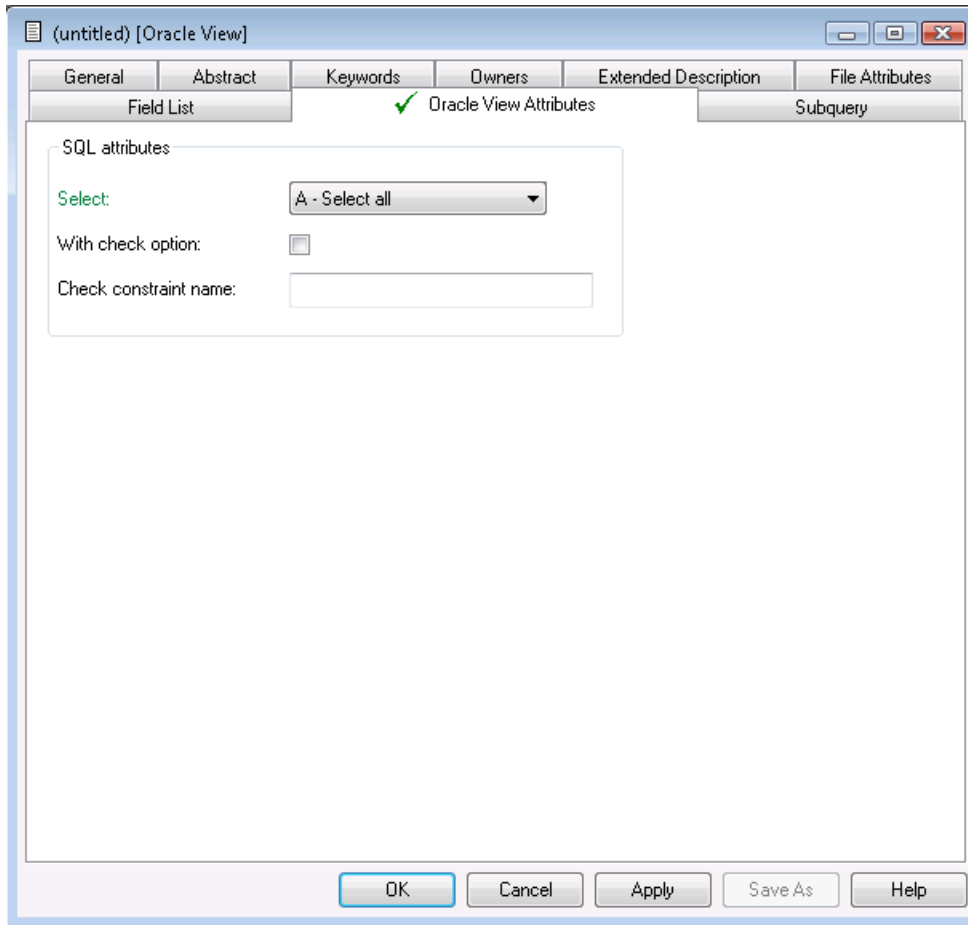 (untitled) [Oracle View]
General Abstract Keywords Owners Extended Description File Attributes
Field List Oracle View Attributes Subquery
SQL attributes
Select: A - Select all
With check option:
Check constraint name:
OK Cancel Apply Save As Help